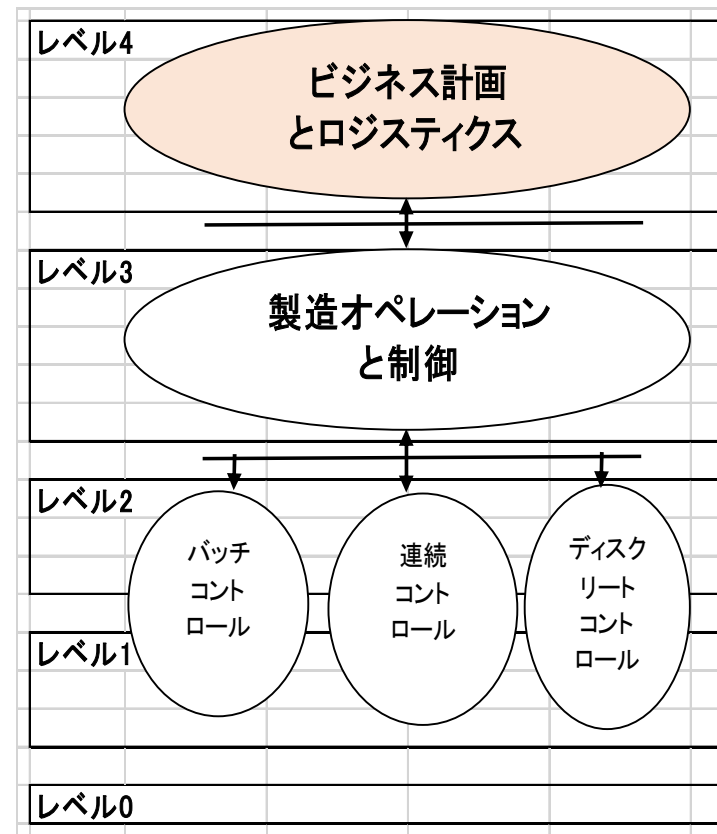 レベル4
ビジネス計画
とロジスティクス
レベル3
製造オペレーション
と制御
レベル2
バッチ
コント
ロール
連続
コント
ロール
ディスク
リート
コント
ロール
レベル1
レベル0